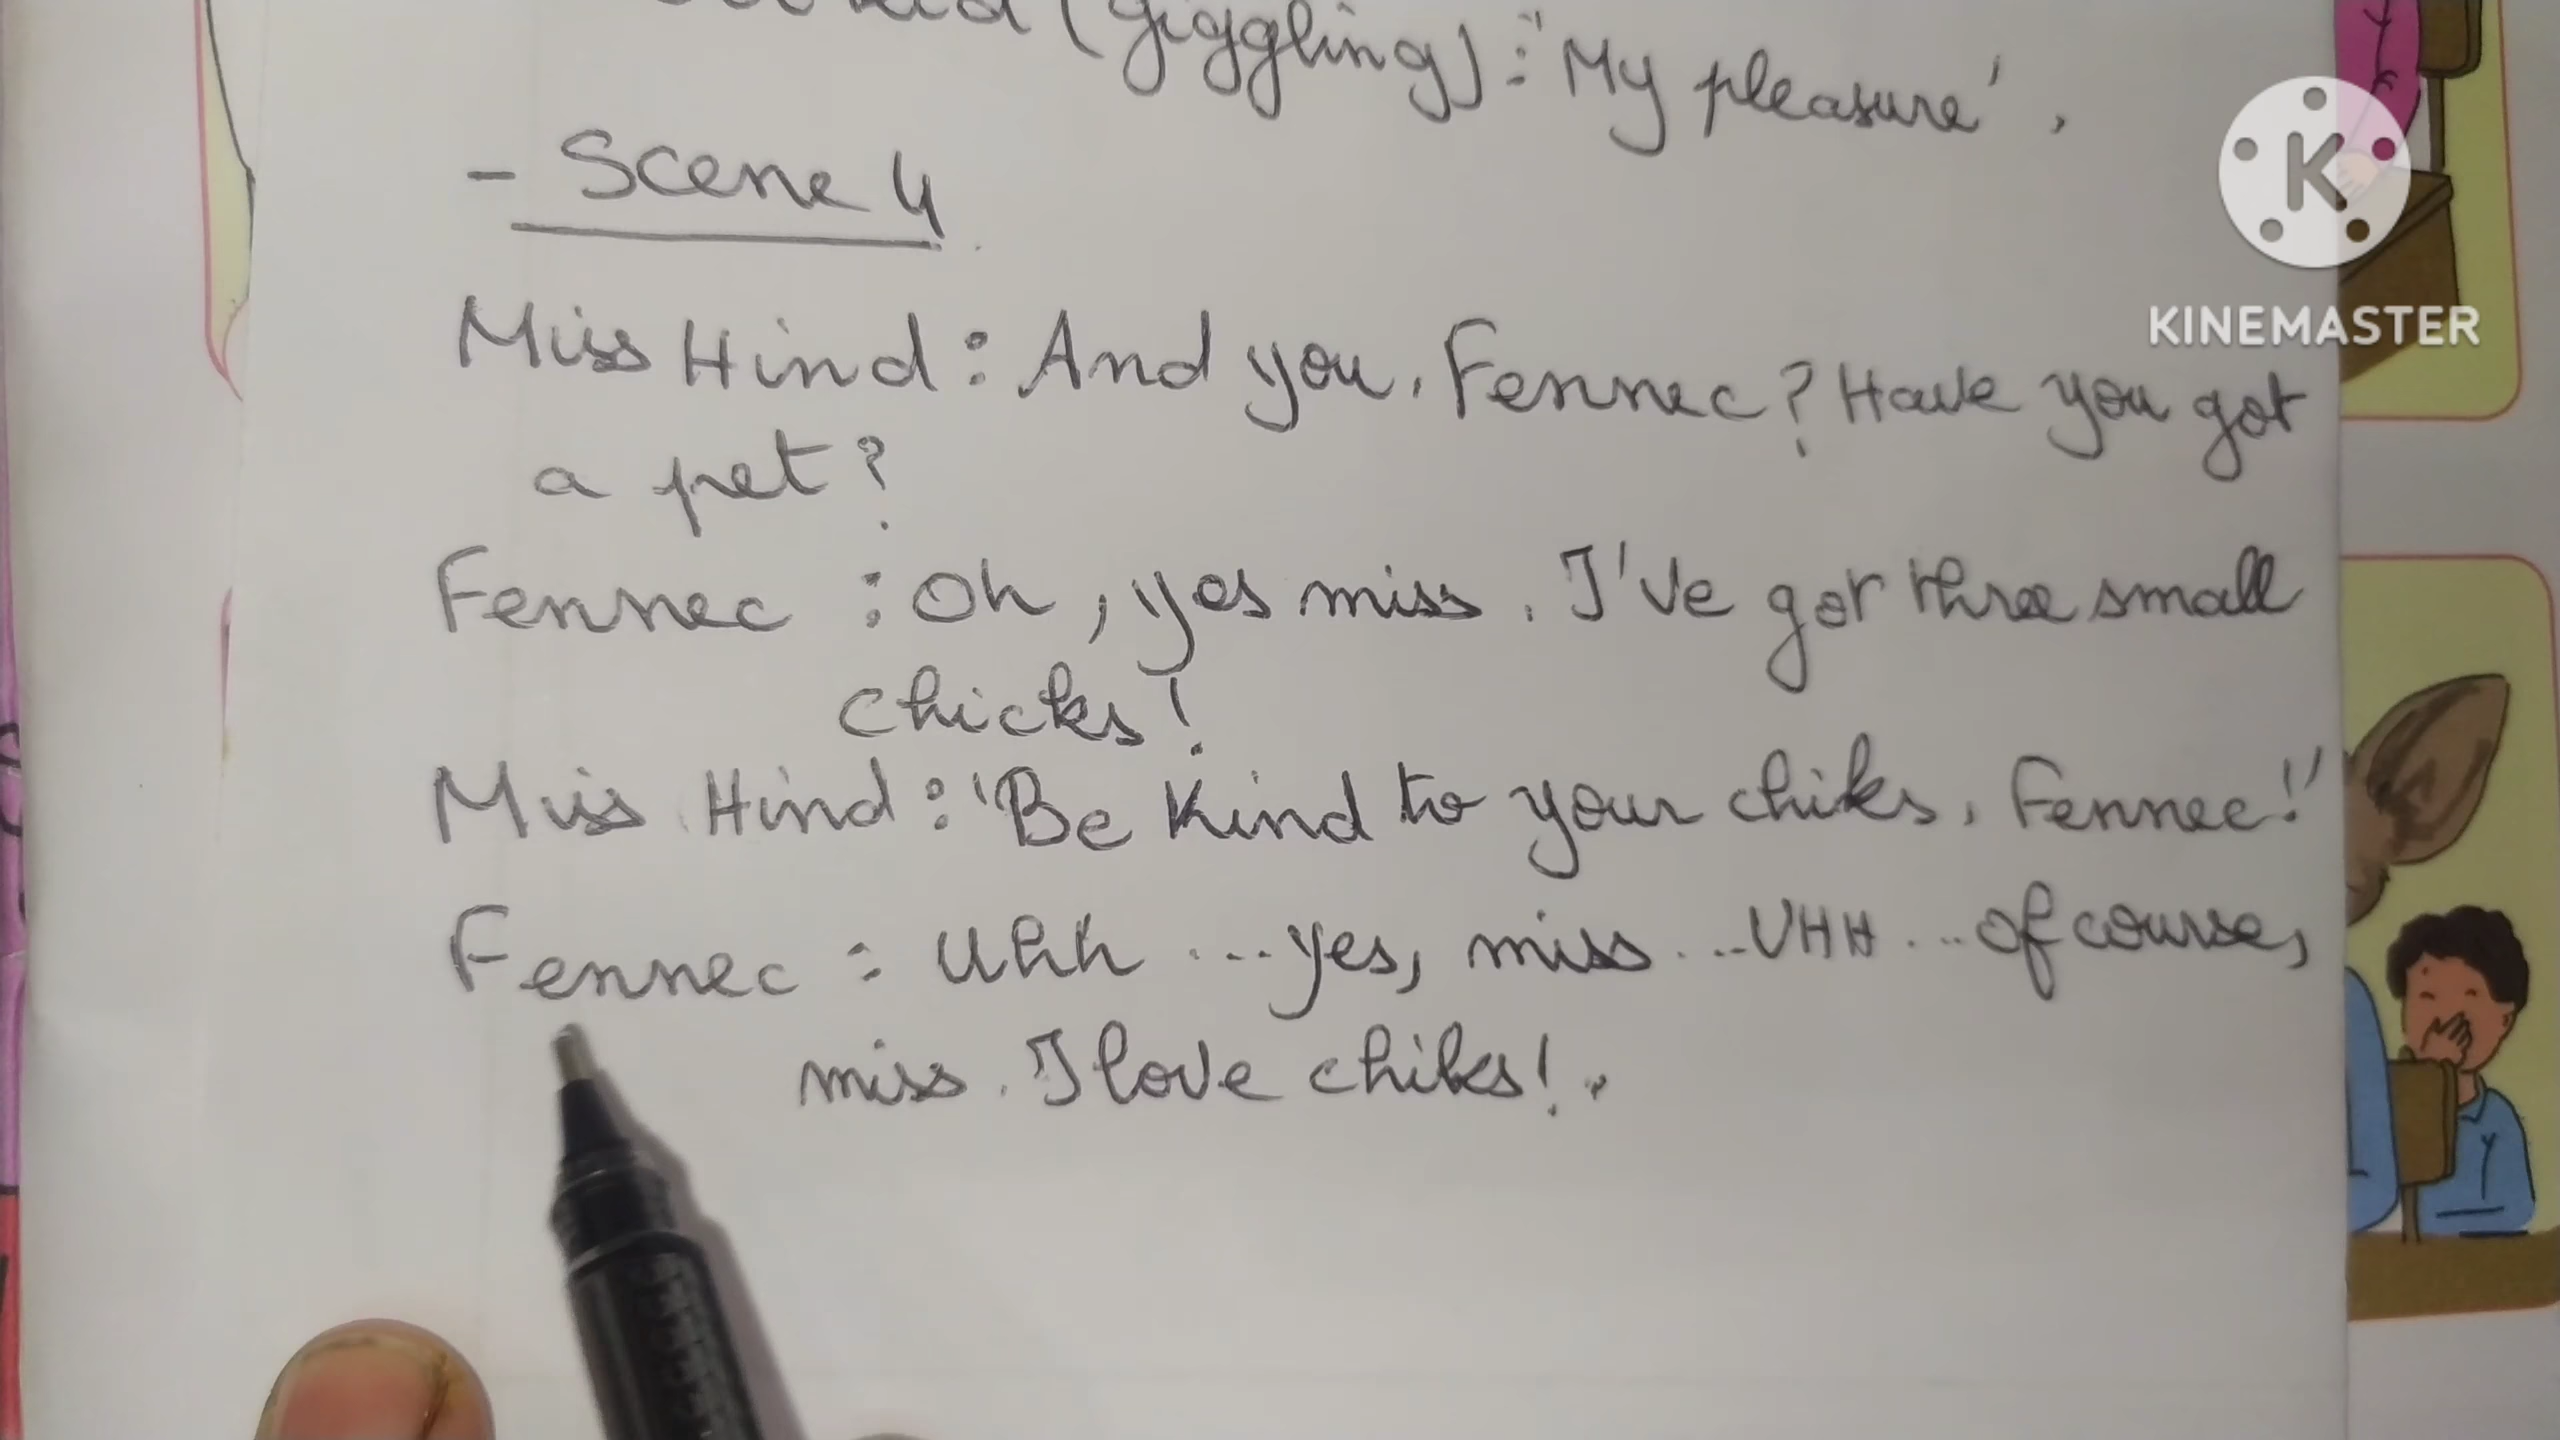 (giggling): "My pleasure".
- Scene 4
Miss Hind: And you, Fennec? Have you got
a pet?
Fennec : Oh, yes miss. I've got three small
chicks!
Miss Hind: "Be kind to your chiks, Fennec!"
Fennec : Uhh ... yes, miss ... UHH ... of course,
miss. I love chiks!.
K
KINEMASTER